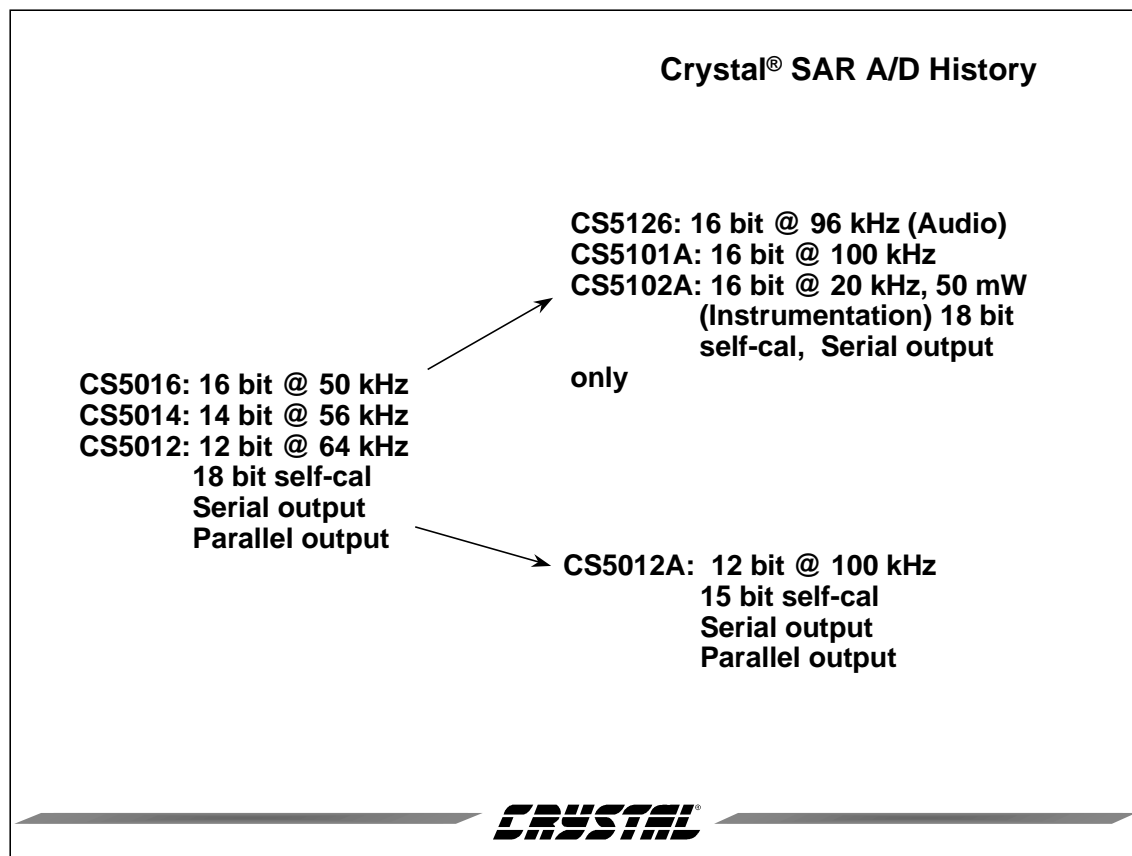 Crystal® SAR A/D History
CS5126: 16 bit @ 96 kHz (Audio)
CS5101A: 16 bit @ 100 kHz
CS5102A: 16 bit @ 20 kHz, 50 mW
(Instrumentation) 18 bit
self-cal, Serial output
only
CS5016: 16 bit @ 50 kHz
CS5014: 14 bit @ 56 kHz
CS5012: 12 bit @ 64 kHz
18 bit self-cal
Serial output
Parallel output
CS5012A: 12 bit @ 100 kHz
15 bit self-cal
Serial output
Parallel output
CRYSTAL®